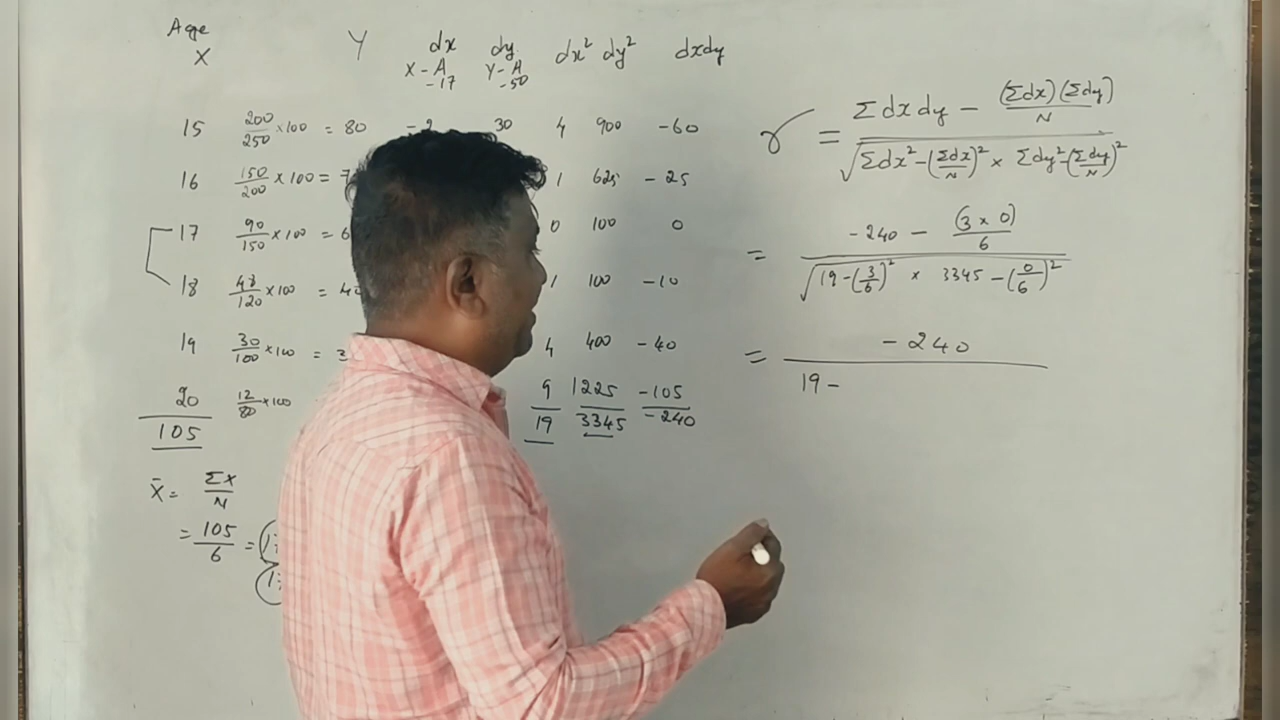 Age
X Y dx dy dx² dy² dxdy
X - A Y - A
-17 -50
15 200/250 x 100 = 80 -2 30 4 900 -60
16 150/200 x 100 = 7 1 625 - 25
17 90/150 x 100 = 6 0 100 0
18 48/120 x 100 = 40 1 100 -10
19 30/100 x 100 = 3 4 400 - 40
20 12/80 x 100 9 1225 -105
105 19 3345 -240
X̄ = ΣX/N
= 105/6 =
r = Σdxdy - (Σdx)(Σdy)/N / √Σdx² - (Σdx/N)² x Σdy² - (Σdy/N)²
= -240 - (3 x 0)/6 / √19 - (3/6)² x 3345 - (0/6)²
= - 240 / 19 -